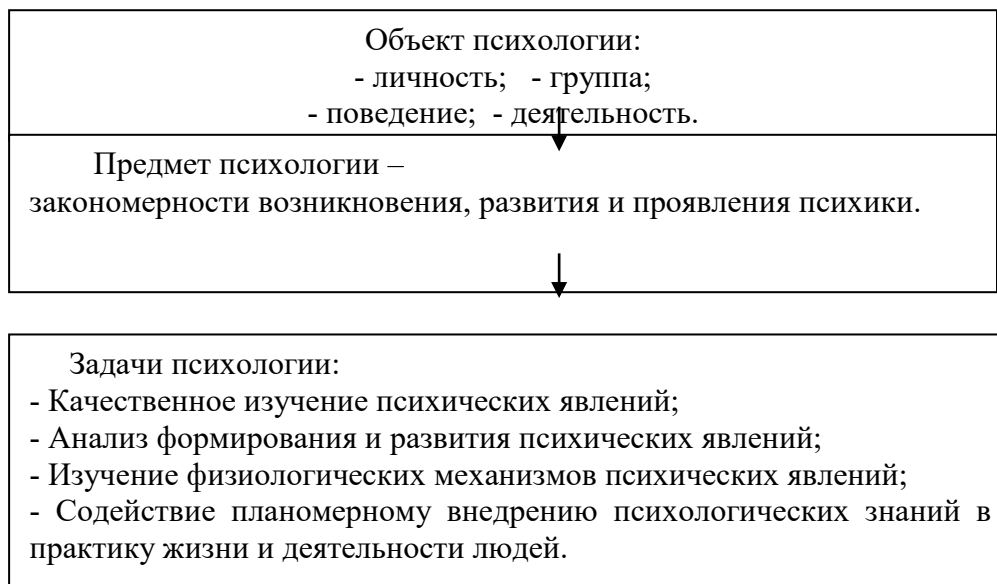 Объект психологии:
- личность; - группа;
- поведение; - деятельность.
Предмет психологии –
закономерности возникновения, развития и проявления психики.
Задачи психологии:
- Качественное изучение психических явлений;
- Анализ формирования и развития психических явлений;
- Изучение физиологических механизмов психических явлений;
- Содействие планомерному внедрению психологических знаний в
практику жизни и деятельности людей.